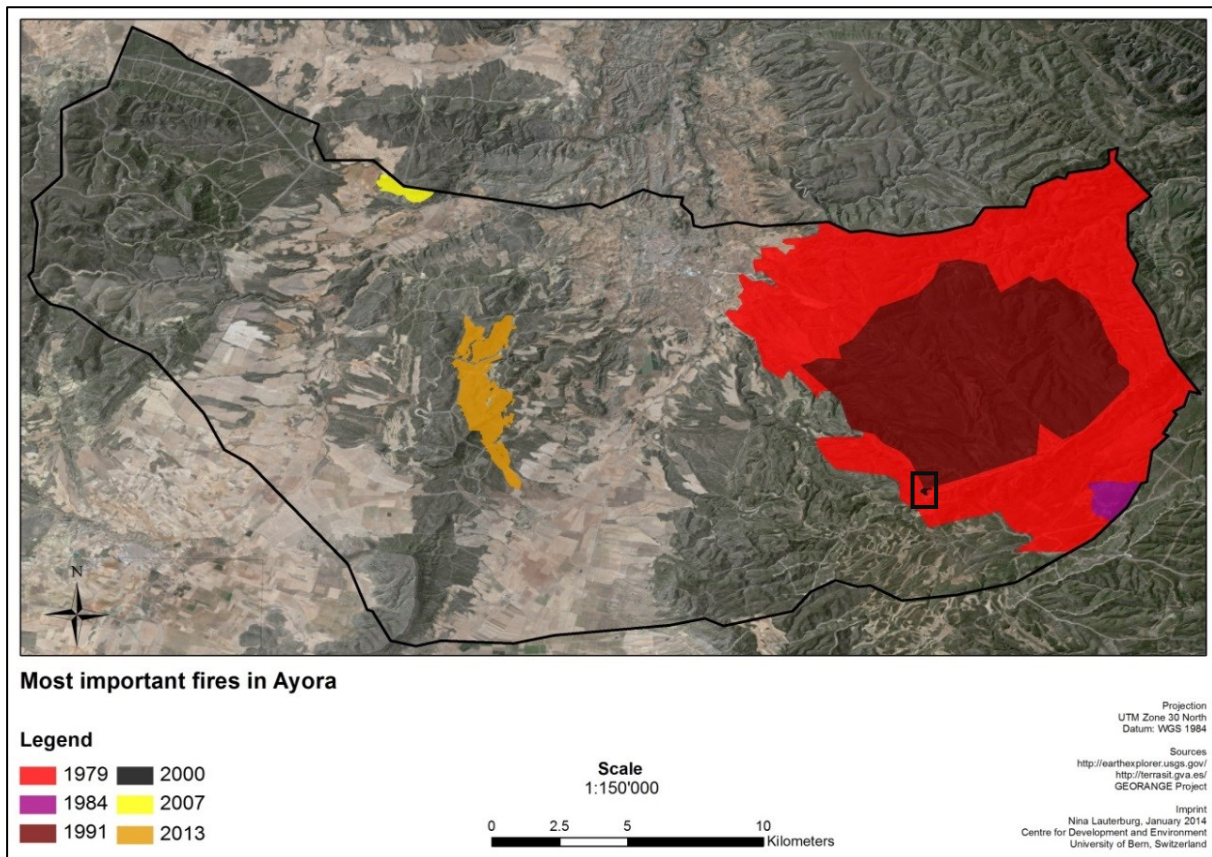 N
Most important fires in Ayora
Legend
1979
2000
1984
2007
1991
2013
Scale
1:150'000
0 2.5 5 10
Kilometers
Projection
UTM Zone 30 North
Datum: WGS 1984
Sources
http://earthexplorer.usgs.gov/
http://terrasit.gva.es/
GEORANGE Project
Imprint
Nina Lauterburg, January 2014
Centre for Development and Environment
University of Bern, Switzerland